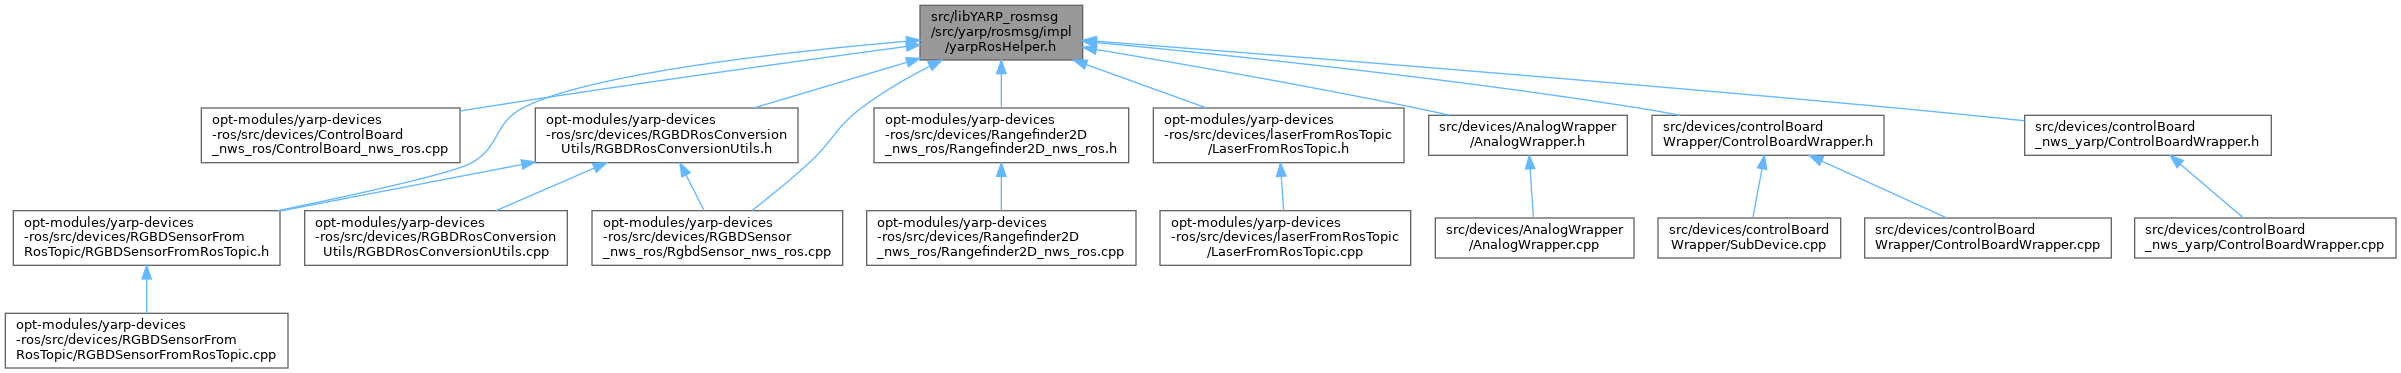 src/libYARP_rosmsg
/src/yarp/rosmsg/impl
/yarpRosHelper.h
opt-modules/yarp-devices
-ros/src/devices/ControlBoard
_nws_ros/ControlBoard_nws_ros.cpp
opt-modules/yarp-devices
-ros/src/devices/RGBDRosConversion
Utils/RGBDRosConversionUtils.h
opt-modules/yarp-devices
-ros/src/devices/Rangefinder2D
_nws_ros/Rangefinder2D_nws_ros.h
opt-modules/yarp-devices
-ros/src/devices/laserFromRosTopic
/LaserFromRosTopic.h
src/devices/AnalogWrapper
/AnalogWrapper.h
src/devices/controlBoard
Wrapper/ControlBoardWrapper.h
src/devices/controlBoard
_nws_yarp/ControlBoardWrapper.h
opt-modules/yarp-devices
-ros/src/devices/RGBDSensorFrom
RosTopic/RGBDSensorFromRosTopic.h
opt-modules/yarp-devices
-ros/src/devices/RGBDRosConversion
Utils/RGBDRosConversionUtils.cpp
opt-modules/yarp-devices
-ros/src/devices/RGBDSensor
_nws_ros/RgbdSensor_nws_ros.cpp
opt-modules/yarp-devices
-ros/src/devices/Rangefinder2D
_nws_ros/Rangefinder2D_nws_ros.cpp
opt-modules/yarp-devices
-ros/src/devices/laserFromRosTopic
/LaserFromRosTopic.cpp
src/devices/AnalogWrapper
/AnalogWrapper.cpp
src/devices/controlBoard
Wrapper/SubDevice.cpp
src/devices/controlBoard
Wrapper/ControlBoardWrapper.cpp
src/devices/controlBoard
_nws_yarp/ControlBoardWrapper.cpp
opt-modules/yarp-devices
-ros/src/devices/RGBDSensorFrom
RosTopic/RGBDSensorFromRosTopic.cpp